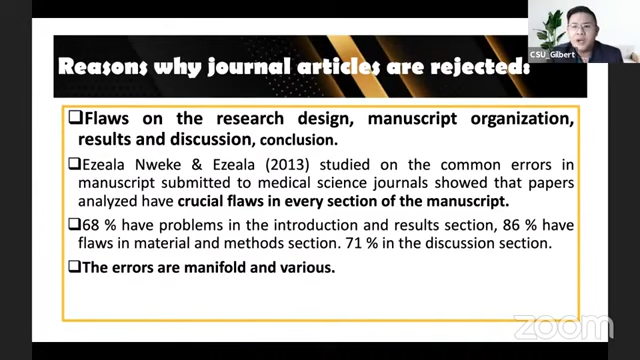 CSU_Gilbert
Reasons why journal articles are rejected:
❑Flaws on the research design, manuscript organization,
results and discussion, conclusion.
❑Ezeala Nweke & Ezeala (2013) studied on the common errors in
manuscript submitted to medical science journals showed that papers
analyzed have crucial flaws in every section of the manuscript.
❑68 % have problems in the introduction and results section, 86 % have
flaws in material and methods section. 71 % in the discussion section.
❑The errors are manifold and various.
zoom